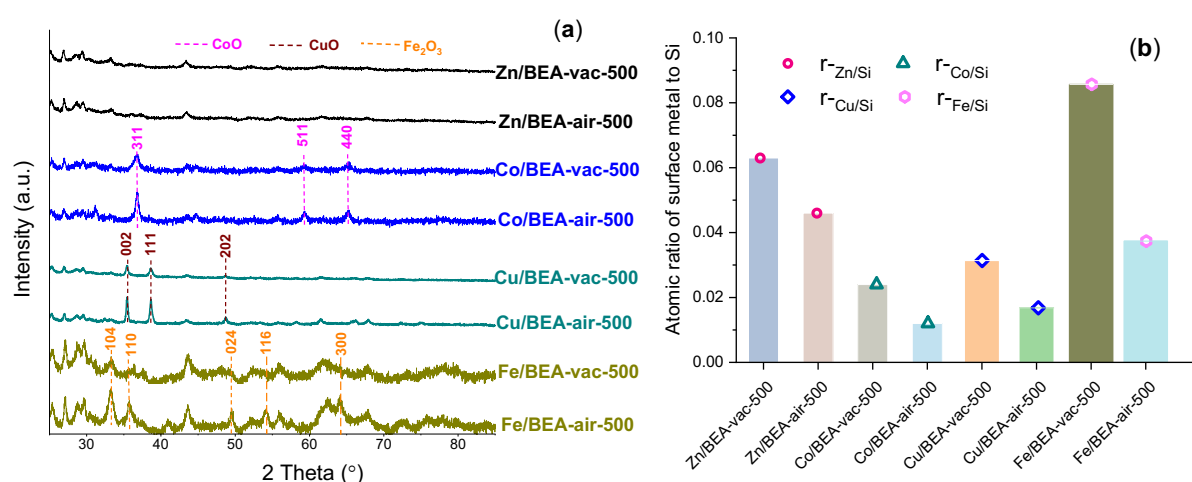 (a)
CoO CuO Fe₂O₃
Zn/BEA-vac-500
Zn/BEA-air-500
311 511 440
Co/BEA-vac-500
Co/BEA-air-500
002 111 202
Cu/BEA-vac-500
Cu/BEA-air-500
104 110 024 116 300
Fe/BEA-vac-500
Fe/BEA-air-500
30 40 50 60 70 80
2 Theta (°)
Intensity (a.u.)
(b)
r-Zn/Si r-Co/Si
r-Cu/Si r-Fe/Si
0.10
0.08
0.06
0.04
0.02
0.00
Atomic ratio of surface metal to Si
Zn/BEA-vac-500
Zn/BEA-air-500
Co/BEA-vac-500
Co/BEA-air-500
Cu/BEA-vac-500
Cu/BEA-air-500
Fe/BEA-vac-500
Fe/BEA-air-500